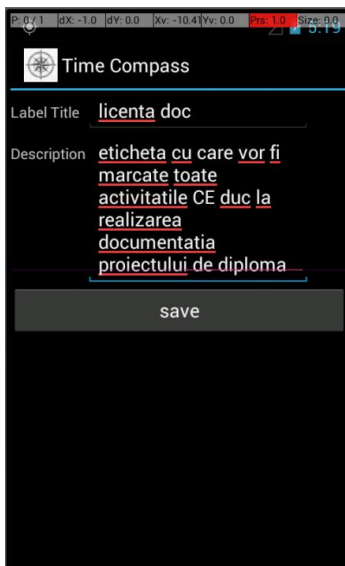 P: 0 / 1 dX: -1.0 dY: 0.0 Xv: -10.41 Yv: 0.0 Prs: 1.0 Size: 0.0
5:19
Time Compass
Label Title licenta doc
Description eticheta cu care vor fi
marcate toate
activitatile CE duc la
realizarea
documentatia
proiectului de diploma
save